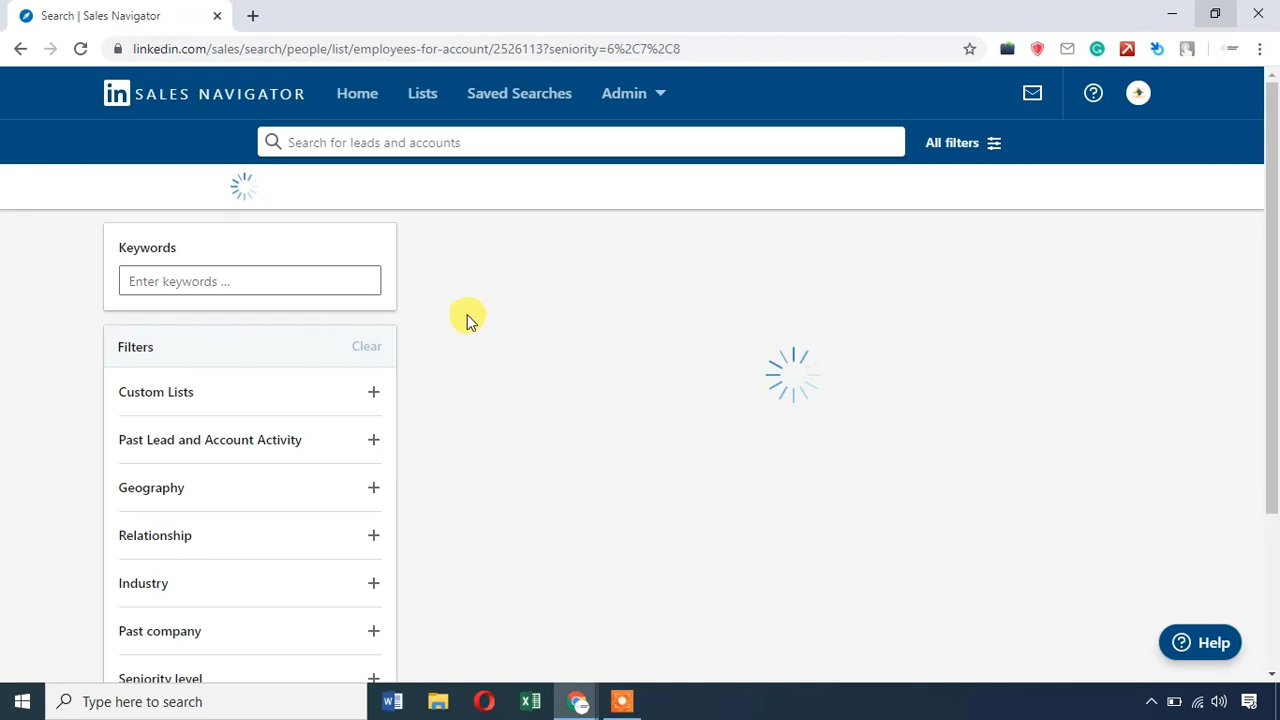 Search | Sales Navigator
linkedin.com/sales/search/people/list/employees-for-account/2526113?seniority=6%2C7%2C8
in SALES NAVIGATOR Home Lists Saved Searches Admin
Search for leads and accounts All filters
Keywords
Enter keywords ...
Filters Clear
Custom Lists
Past Lead and Account Activity
Geography
Relationship
Industry
Past company
Seniority level
Help
Type here to search